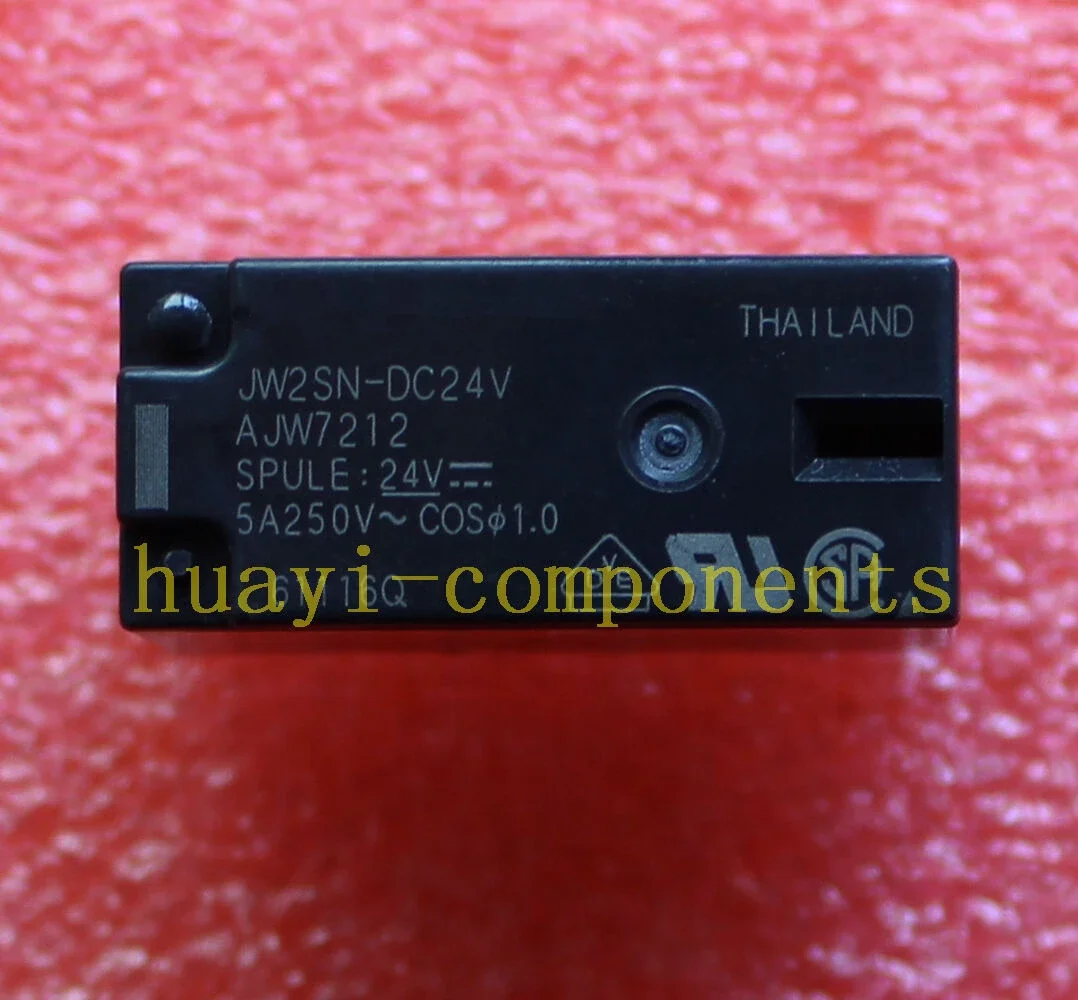 THAILAND
JW2SN-DC24V
AJW7212
SPULE: 24V⎓
5A250V~ COSφ1.0
huayi-components